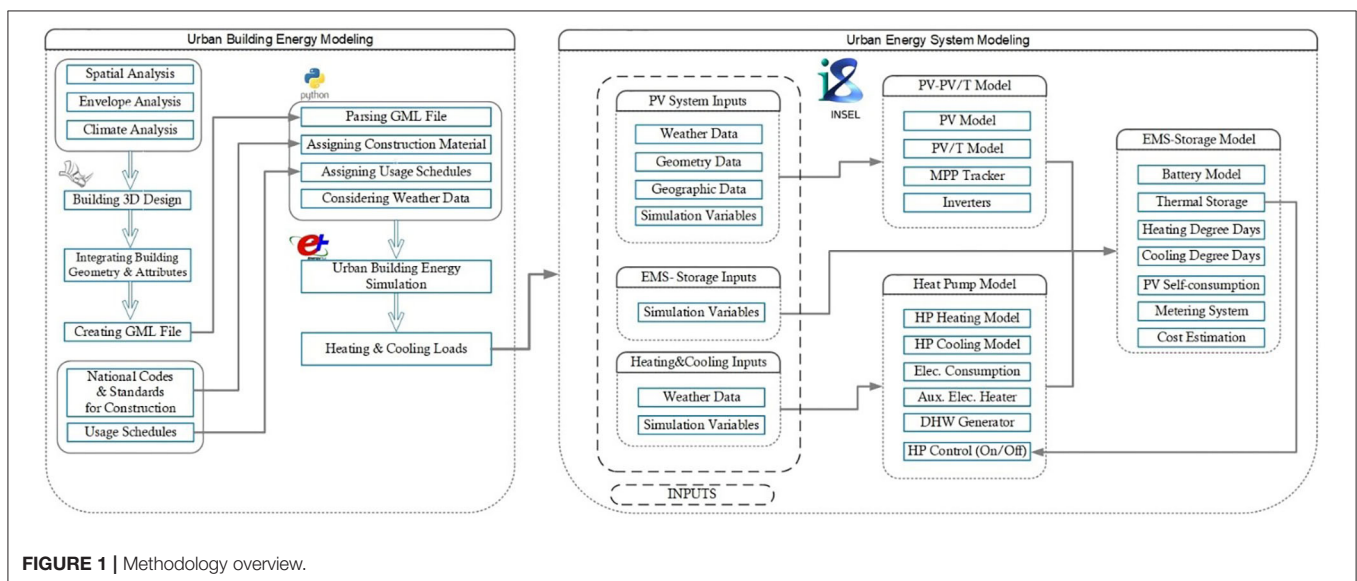 Urban Building Energy Modeling
Spatial Analysis
Envelope Analysis
Climate Analysis
Building 3D Design
Integrating Building
Geometry & Attributes
Creating GML File
National Codes
& Standards
for Construction
Usage Schedules
python
Parsing GML File
Assigning Construction Material
Assigning Usage Schedules
Considering Weather Data
e+
Urban Building Energy
Simulation
Heating & Cooling Loads
Urban Energy System Modeling
PV System Inputs
Weather Data
Geometry Data
Geographic Data
Simulation Variables
EMS- Storage Inputs
Simulation Variables
Heating&Cooling Inputs
Weather Data
Simulation Variables
INPUTS
i8
INSEL
PV-PV/T Model
PV Model
PV/T Model
MPP Tracker
Inverters
Heat Pump Model
HP Heating Model
HP Cooling Model
Elec. Consumption
Aux. Elec. Heater
DHW Generator
HP Control (On/Off)
EMS-Storage Model
Battery Model
Thermal Storage
Heating Degree Days
Cooling Degree Days
PV Self-consumption
Metering System
Cost Estimation
FIGURE 1 | Methodology overview.